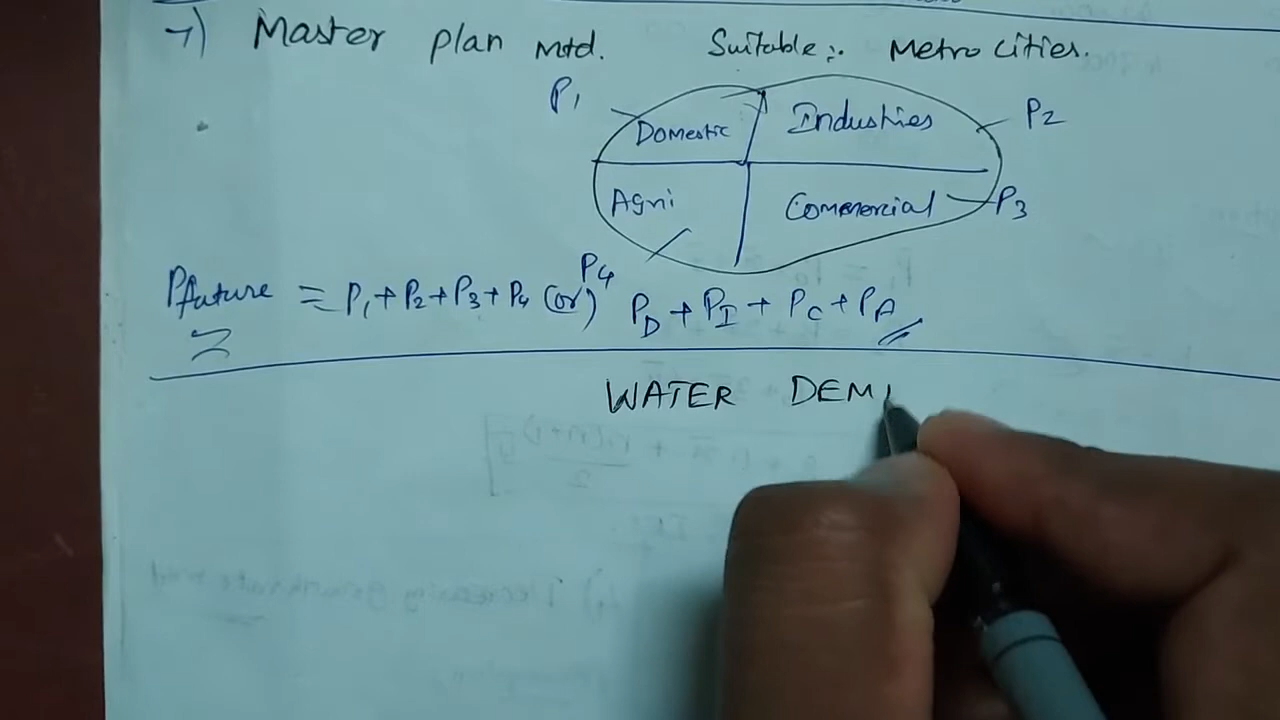 7) Master plan Mtd. Suitable:. Metro cities.
P1 Domestic Industries P2
Agri Commercial P3
P4
Pfuture = P1+P2+P3+P4 (or) PD+PI+PC+PA
WATER DEM